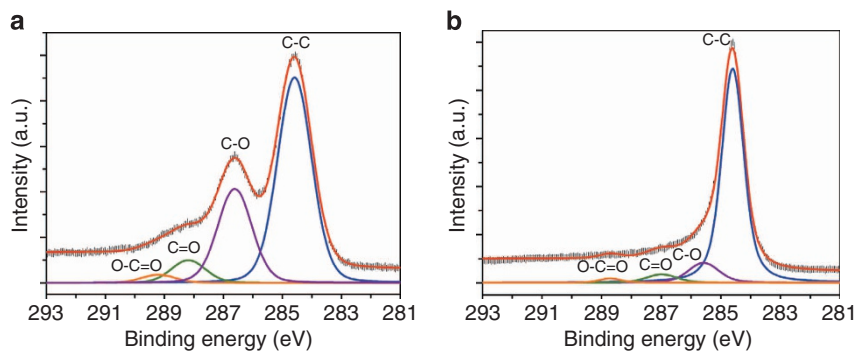 a
C-C
C-O
C=O
O-C=O
Intensity (a.u.)
293 291 289 287 285 283 281
Binding energy (eV)
b
C-C
C-O
C=O
O-C=O
Intensity (a.u.)
293 291 289 287 285 283 281
Binding energy (eV)